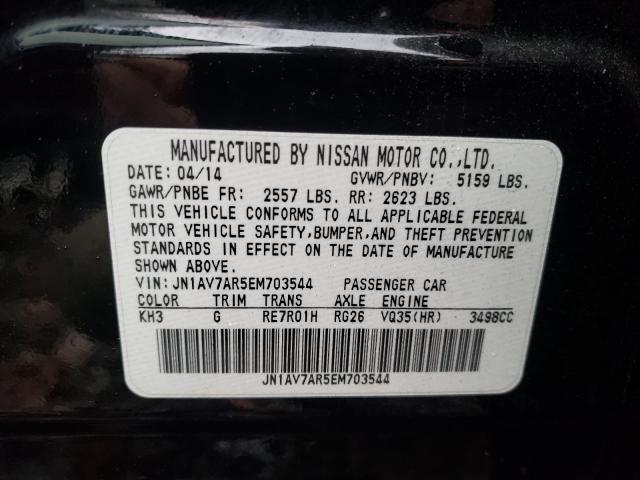 MANUFACTURED BY NISSAN MOTOR CO.,LTD.
DATE: 04/14 GVWR/PNBV: 5159 LBS.
GAWR/PNBE FR: 2557 LBS. RR: 2623 LBS.
THIS VEHICLE CONFORMS TO ALL APPLICABLE FEDERAL
MOTOR VEHICLE SAFETY,BUMPER,AND THEFT PREVENTION
STANDARDS IN EFFECT ON THE DATE OF MANUFACTURE
SHOWN ABOVE.
VIN: JN1AV7AR5EM703544 PASSENGER CAR
COLOR TRIM TRANS AXLE ENGINE
KH3 G RE7R01H RG26 VQ35(HR) 3498CC
JN1AV7AR5EM703544